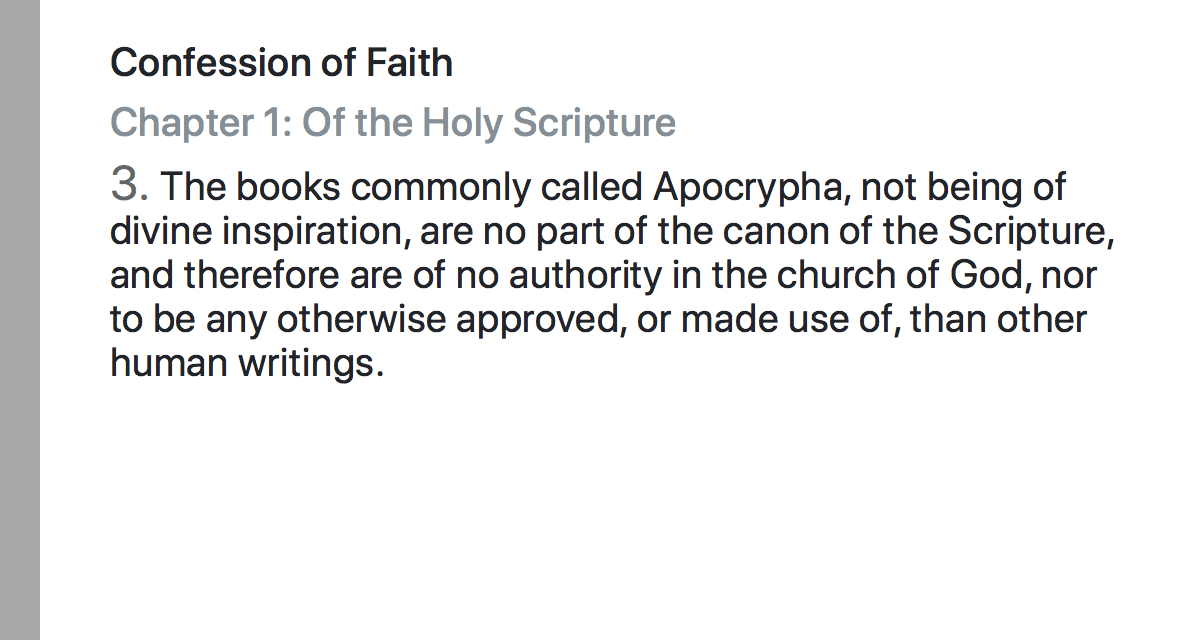 Confession of Faith
Chapter 1: Of the Holy Scripture
3. The books commonly called Apocrypha, not being of
divine inspiration, are no part of the canon of the Scripture,
and therefore are of no authority in the church of God, nor
to be any otherwise approved, or made use of, than other
human writings.